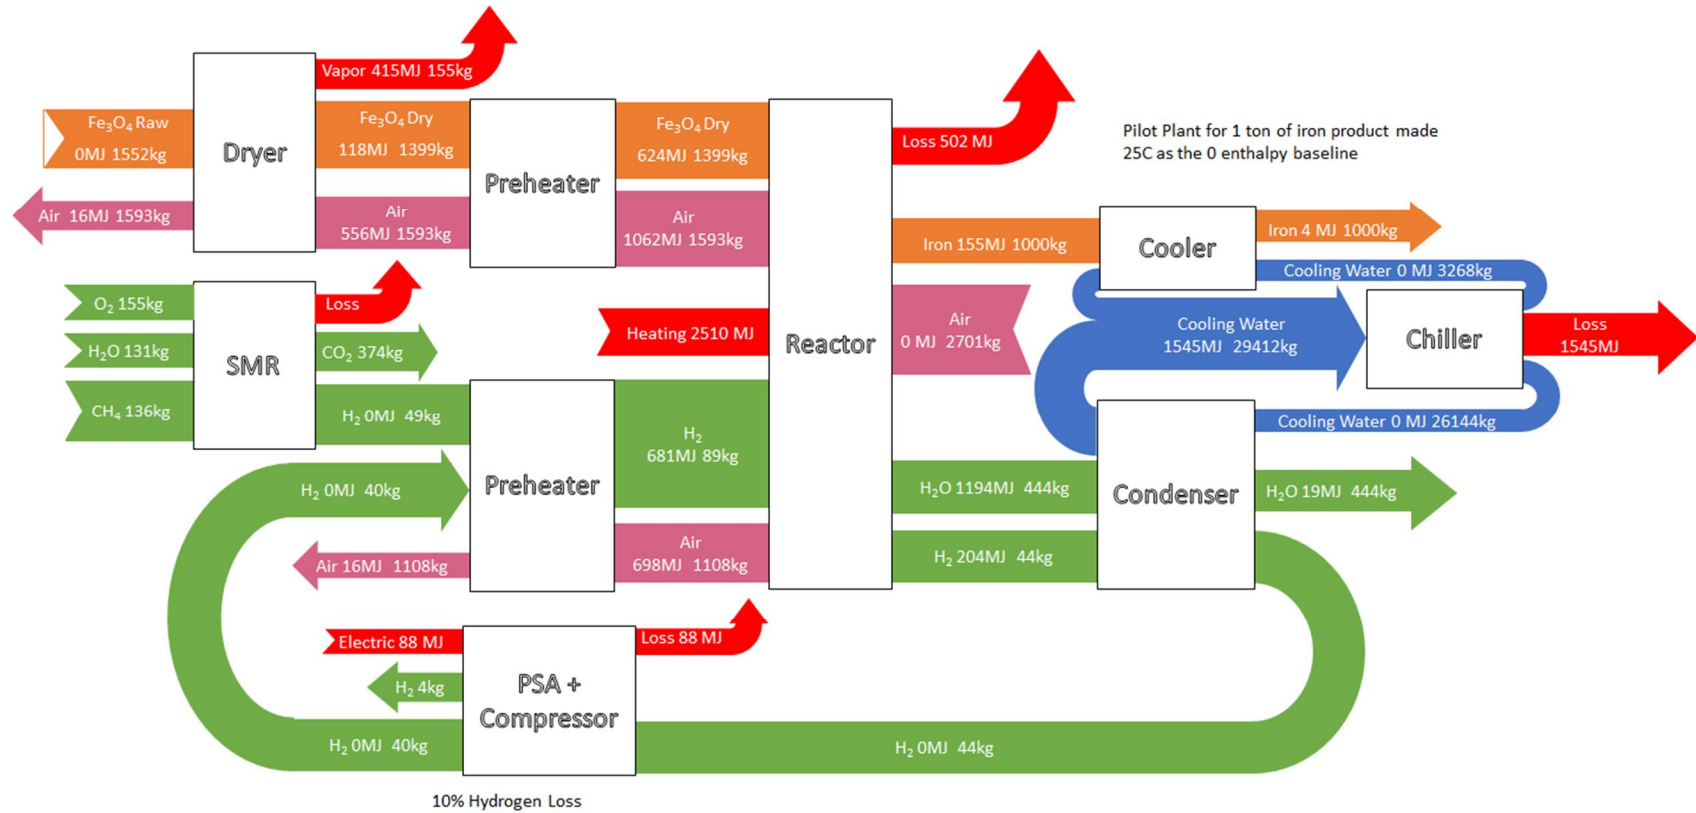 Vapor 415MJ 155kg
Fe₃O₄ Raw
0MJ 1552kg
Dryer
Fe₃O₄ Dry
118MJ 1399kg
Preheater
Fe₃O₄ Dry
624MJ 1399kg
Loss 502 MJ
Pilot Plant for 1 ton of iron product made
25C as the 0 enthalpy baseline
Air 16MJ 1593kg
Air
556MJ 1593kg
Air
1062MJ 1593kg
Iron 155MJ 1000kg
Cooler
Iron 4 MJ 1000kg
Cooling Water 0 MJ 3268kg
O₂ 155kg
Loss
H₂O 131kg
SMR
CO₂ 374kg
CH₄ 136kg
H₂ 0MJ 49kg
Heating 2510 MJ
Reactor
Air
0 MJ 2701kg
Cooling Water
1545MJ 29412kg
Chiller
Loss
1545MJ
Cooling Water 0 MJ 26144kg
H₂ 0MJ 40kg
Preheater
H₂
681MJ 89kg
H₂O 1194MJ 444kg
Condenser
H₂O 19MJ 444kg
Air 16MJ 1108kg
Air
698MJ 1108kg
H₂ 204MJ 44kg
Electric 88 MJ
Loss 88 MJ
H₂ 4kg
PSA +
Compressor
H₂ 0MJ 40kg
H₂ 0MJ 44kg
10% Hydrogen Loss